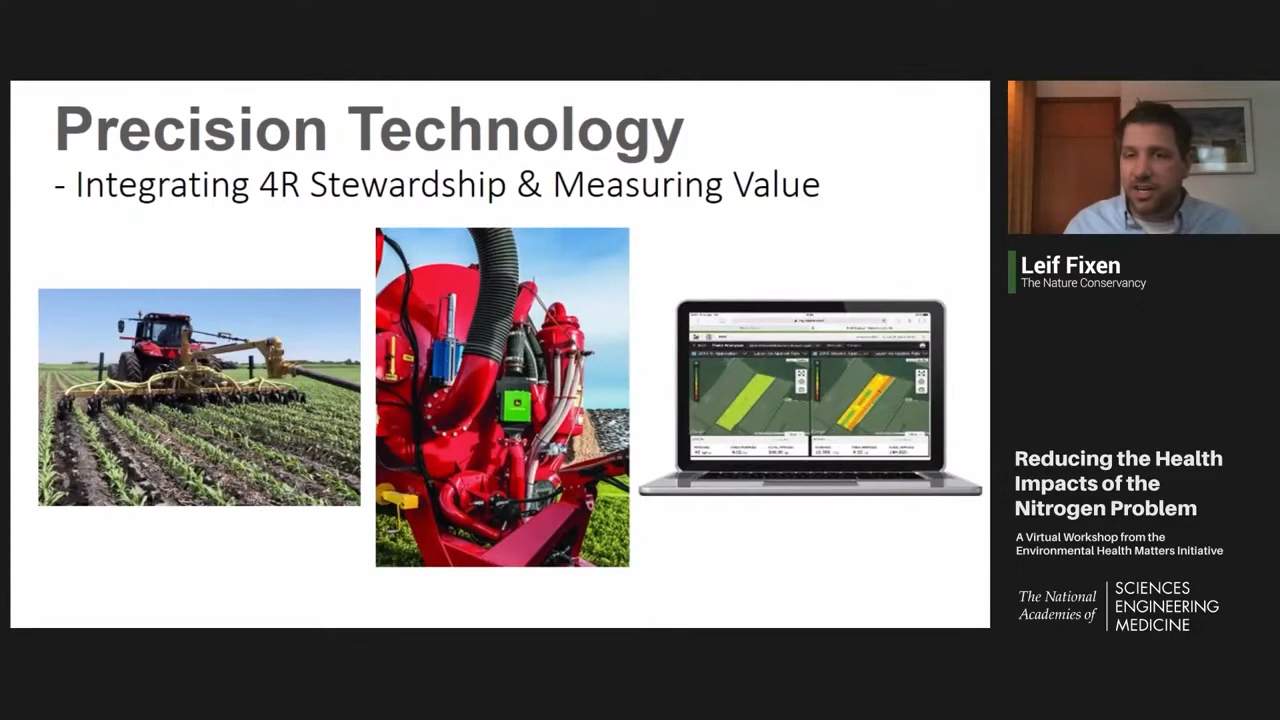 Precision Technology
- Integrating 4R Stewardship & Measuring Value
Leif Fixen
The Nature Conservancy
Reducing the Health
Impacts of the
Nitrogen Problem
A Virtual Workshop from the
Environmental Health Matters Initiative
The National
Academies of
SCIENCES
ENGINEERING
MEDICINE